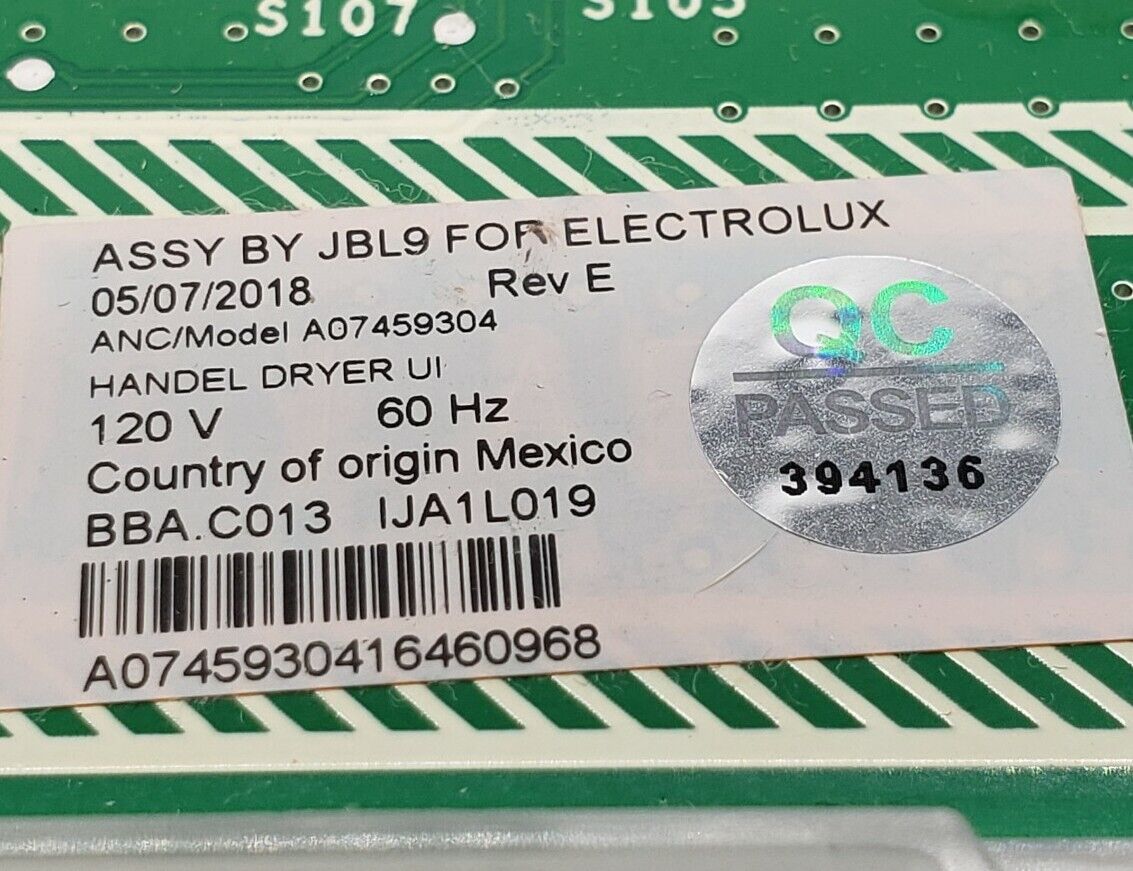 S107
S105
ASSY BY JBL9 FOR ELECTROLUX
05/07/2018 Rev E
ANC/Model A07459304
HANDEL DRYER UI
120 V 60 Hz
Country of origin Mexico
BBA.C013 IJA1L019
A0745930416460968
QC
PASSED
394136